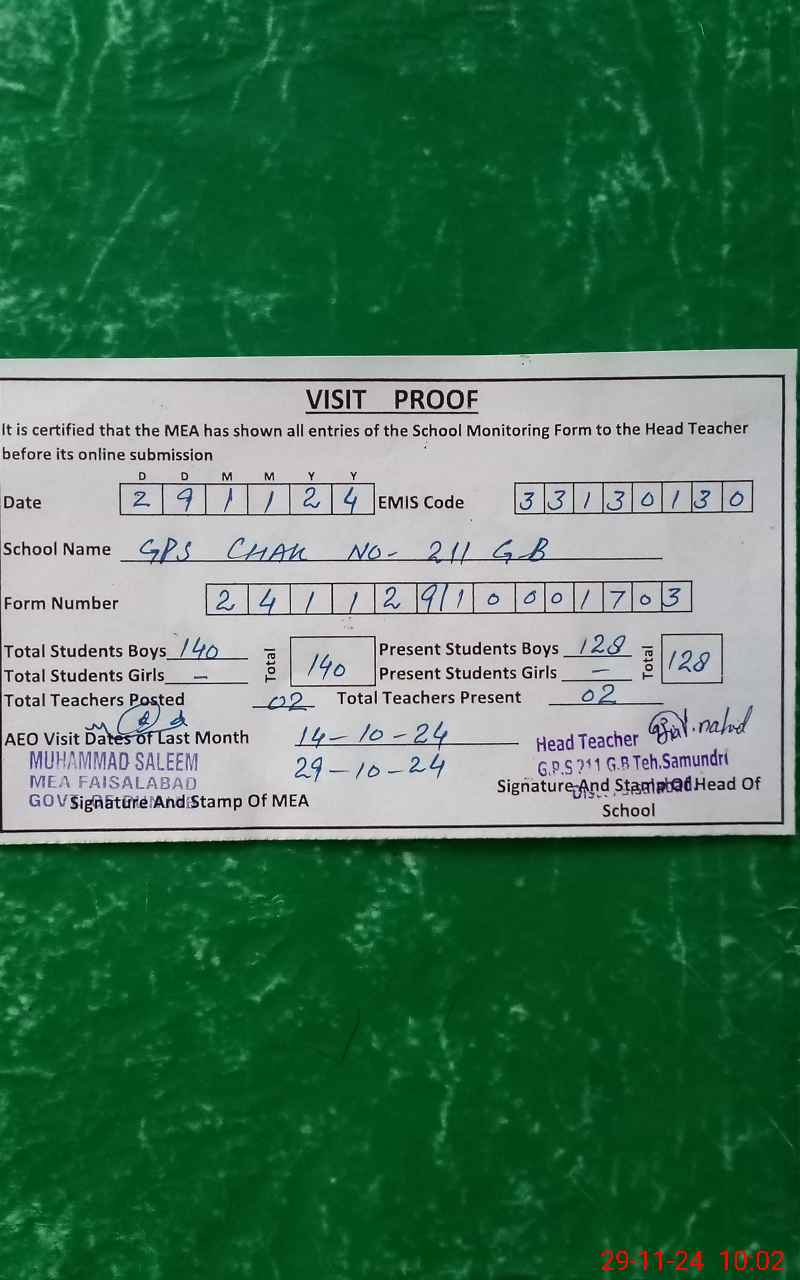 VISIT PROOF
It is certified that the MEA has shown all entries of the School Monitoring Form to the Head Teacher
before its online submission
D D M M Y Y
Date 2 9 1 1 2 4 EMIS Code 3 3 1 3 0 1 3 0
School Name GPS CHAK NO- 211 GB
Form Number 2 4 1 1 2 9 1 0 0 0 1 7 0 3
Total Students Boys 140 Total 140 Present Students Boys 128 Total 128
Total Students Girls - Present Students Girls -
Total Teachers Posted 02 Total Teachers Present 02
AEO Visit Dates of Last Month 14-10-24
29-10-24
MUHAMMAD SALEEM
MEA FAISALABAD
GOVT
Signature And Stamp Of MEA
Head Teacher
G.P.S 211 G.B Teh.Samundri
Signature And Stamp Of Head Of
School
29-11-24 10:02